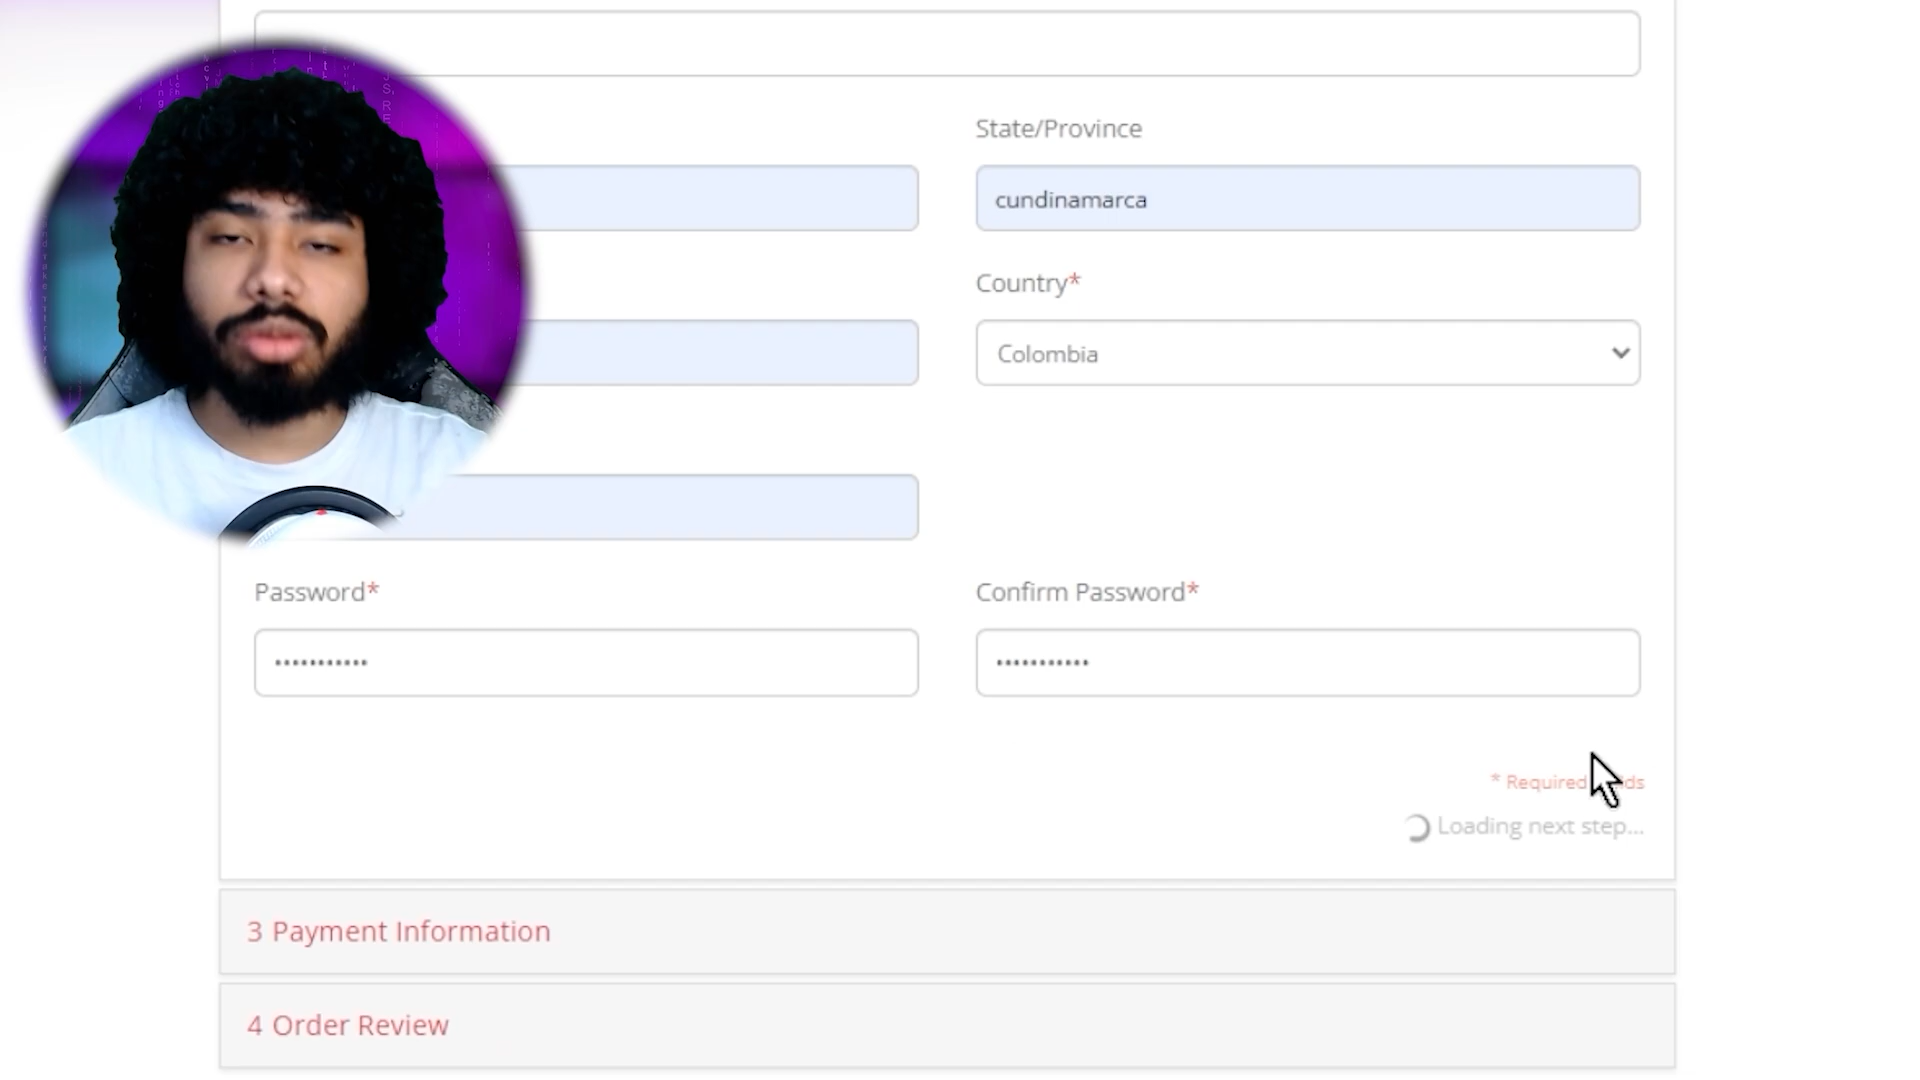 State/Province
cundinamarca
Country*
Colombia
Password*
Confirm Password*
•••••••••••
•••••••••••
* Required
Loading next step...
3 Payment Information
4 Order Review